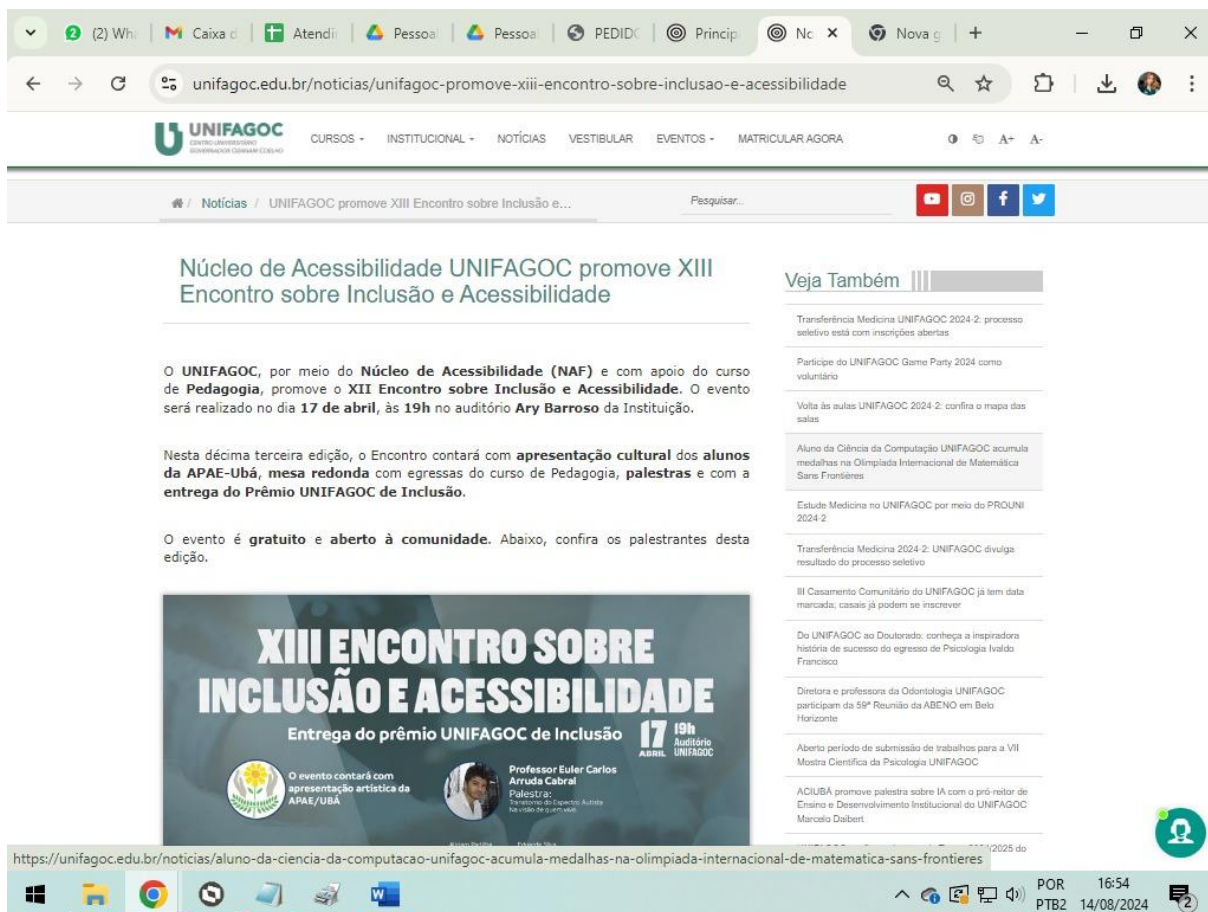 (2) Wh
Caixa d
Atendi
Pessoa
Pessoa
PEDID
Princip
No
Nova g
unifagoc.edu.br/noticias/unifagoc-promove-xiii-encontro-sobre-inclusao-e-acessibilidade
UNIFAGOC
CENTRO UNIVERSITÁRIO
GOVERNADOR OZANAM COELHO
CURSOS
INSTITUCIONAL
NOTÍCIAS
VESTIBULAR
EVENTOS
MATRICULAR AGORA
A+
A-
/ Notícias / UNIFAGOC promove XIII Encontro sobre Inclusão e...
Pesquisar...
Núcleo de Acessibilidade UNIFAGOC promove XIII
Encontro sobre Inclusão e Acessibilidade
O UNIFAGOC, por meio do Núcleo de Acessibilidade (NAF) e com apoio do curso
de Pedagogia, promove o XII Encontro sobre Inclusão e Acessibilidade. O evento
será realizado no dia 17 de abril, às 19h no auditório Ary Barroso da Instituição.
Nesta décima terceira edição, o Encontro contará com apresentação cultural dos alunos
da APAE-Ubá, mesa redonda com egressas do curso de Pedagogia, palestras e com a
entrega do Prêmio UNIFAGOC de Inclusão.
O evento é gratuito e aberto à comunidade. Abaixo, confira os palestrantes desta
edição.
XIII ENCONTRO SOBRE
INCLUSÃO E ACESSIBILIDADE
Entrega do prêmio UNIFAGOC de Inclusão
17
ABRIL
19h
Auditório
UNIFAGOC
O evento contará com
apresentação artística da
APAE/UBÁ
Professor Euler Carlos
Arruda Cabral
Palestra:
Transtorno do Espectro Autista
Na visão de quem vive.
Veja Também
Transferência Medicina UNIFAGOC 2024-2: processo
seletivo está com inscrições abertas
Participe do UNIFAGOC Game Party 2024 como
voluntário
Volta às aulas UNIFAGOC 2024-2: confira o mapa das
salas
Aluno da Ciência da Computação UNIFAGOC acumula
medalhas na Olimpíada Internacional de Matemática
Sans Frontières
Estude Medicina no UNIFAGOC por meio do PROUNI
2024-2
Transferência Medicina 2024-2: UNIFAGOC divulga
resultado do processo seletivo
III Casamento Comunitário do UNIFAGOC já tem data
marcada; casais já podem se inscrever
Do UNIFAGOC ao Doutorado: conheça a inspiradora
história de sucesso do egresso de Psicologia Ivaldo
Francisco
Diretora e professora da Odontologia UNIFAGOC
participam da 59ª Reunião da ABENO em Belo
Horizonte
Aberto período de submissão de trabalhos para a VII
Mostra Científica da Psicologia UNIFAGOC
ACIUBÁ promove palestra sobre IA com o pró-reitor de
Ensino e Desenvolvimento Institucional do UNIFAGOC
Marcelo Daibert
https://unifagoc.edu.br/noticias/aluno-da-ciencia-da-computacao-unifagoc-acumula-medalhas-na-olimpiada-internacional-de-matematica-sans-frontieres
POR
PTB2
16:54
14/08/2024
2